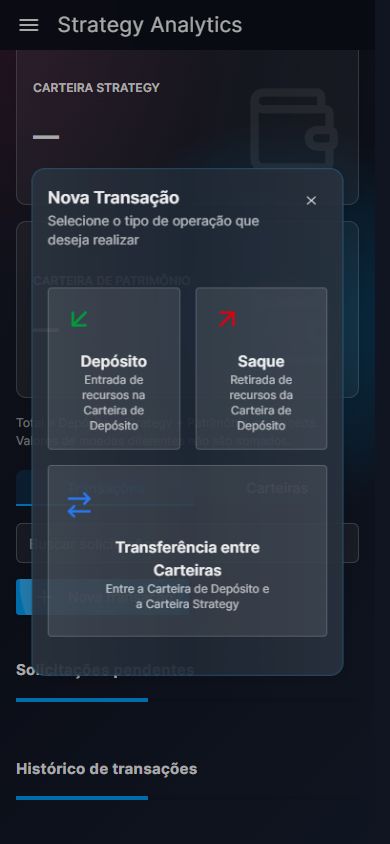 Strategy Analytics
CARTEIRA STRATEGY
—
Nova Transação
×
Selecione o tipo de operação que
deseja realizar
CARTEIRA DE PATRIMÔNIO
Depósito
Entrada de
recursos na
Carteira de
Depósito
Saque
Retirada de
recursos da
Carteira de
Depósito
Transações
Carteiras
Transferência entre
Carteiras
Entre a Carteira de Depósito e
a Carteira Strategy
Solicitações pendentes
Histórico de transações